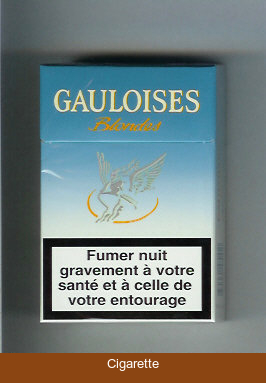 GAULOISES
Blondes
Fumer nuit
gravement à votre
santé et à celle de
votre entourage
Cigarette